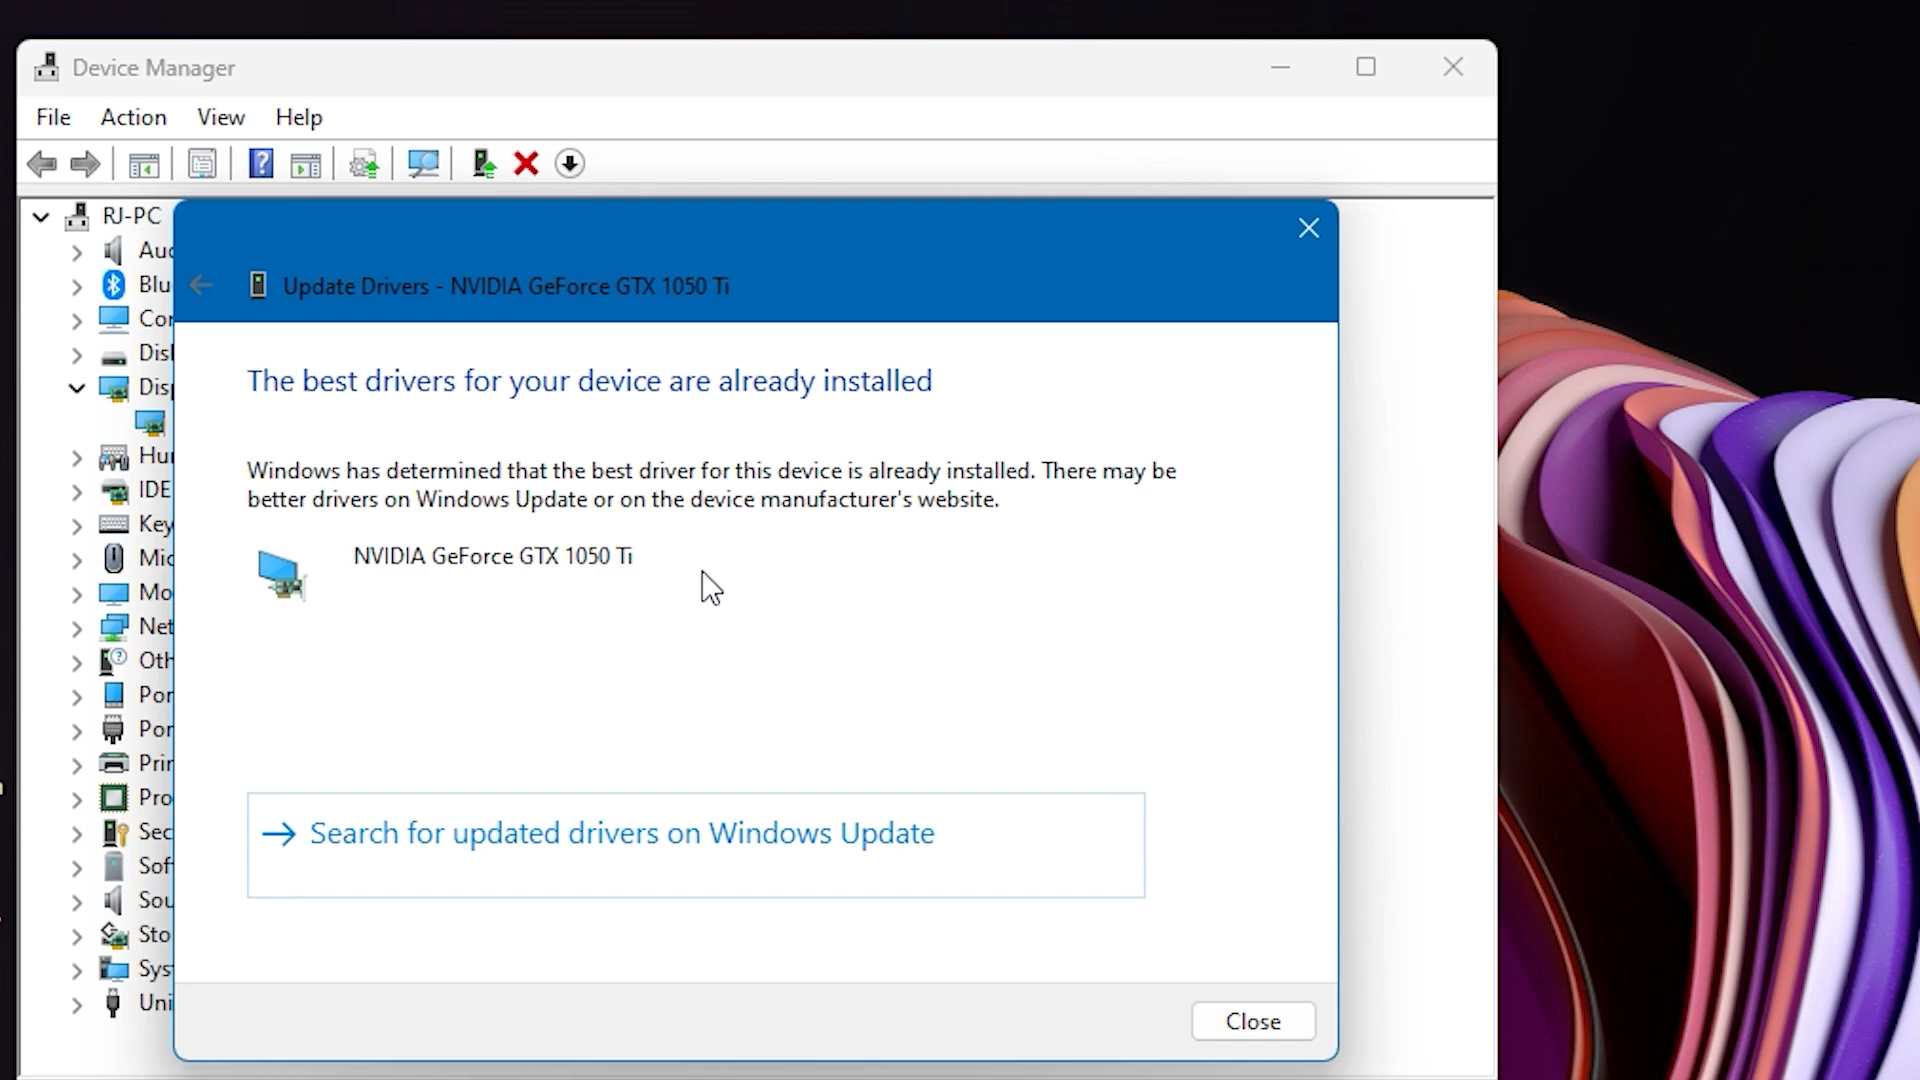 Device Manager
File Action View Help
RJ-PC
Update Drivers - NVIDIA GeForce GTX 1050 Ti
The best drivers for your device are already installed
Windows has determined that the best driver for this device is already installed. There may be
better drivers on Windows Update or on the device manufacturer's website.
NVIDIA GeForce GTX 1050 Ti
Search for updated drivers on Windows Update
Close
IDE